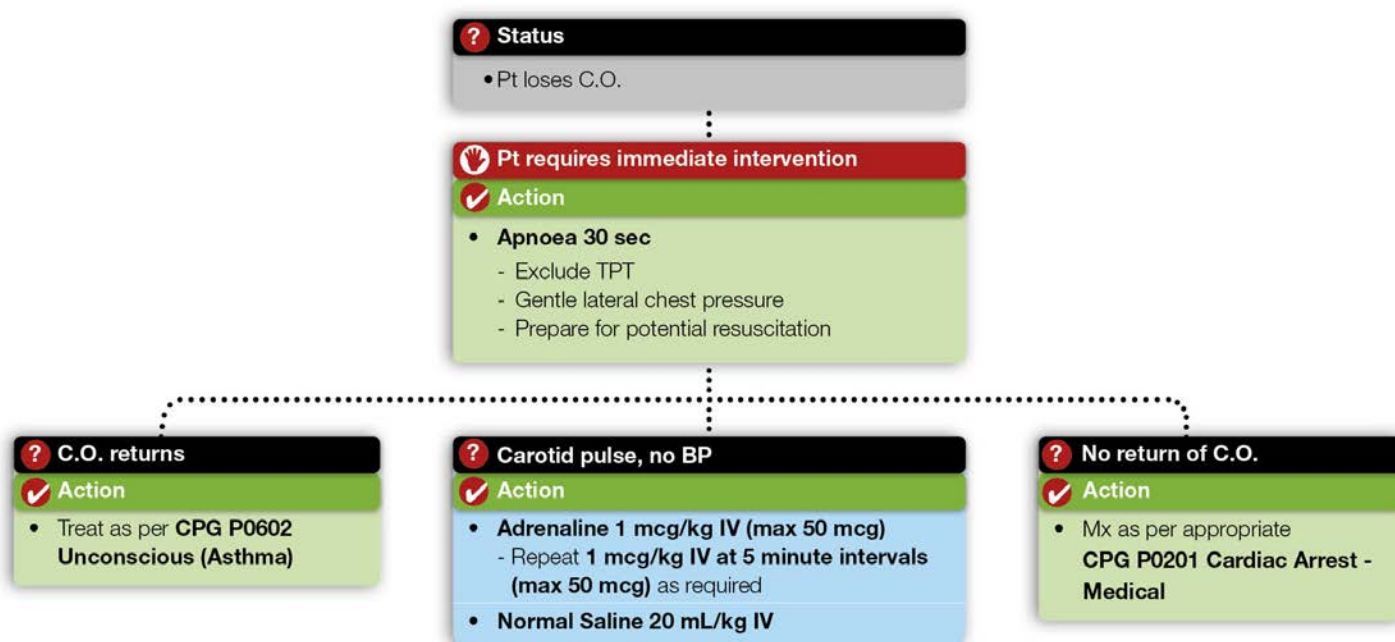 ? Status
• Pt loses C.O.
Pt requires immediate intervention
Action
• Apnoea 30 sec
- Exclude TPT
- Gentle lateral chest pressure
- Prepare for potential resuscitation
? C.O. returns
Action
• Treat as per CPG P0602
Unconscious (Asthma)
? Carotid pulse, no BP
Action
• Adrenaline 1 mcg/kg IV (max 50 mcg)
- Repeat 1 mcg/kg IV at 5 minute intervals
(max 50 mcg) as required
• Normal Saline 20 mL/kg IV
? No return of C.O.
Action
• Mx as per appropriate
CPG P0201 Cardiac Arrest -
Medical